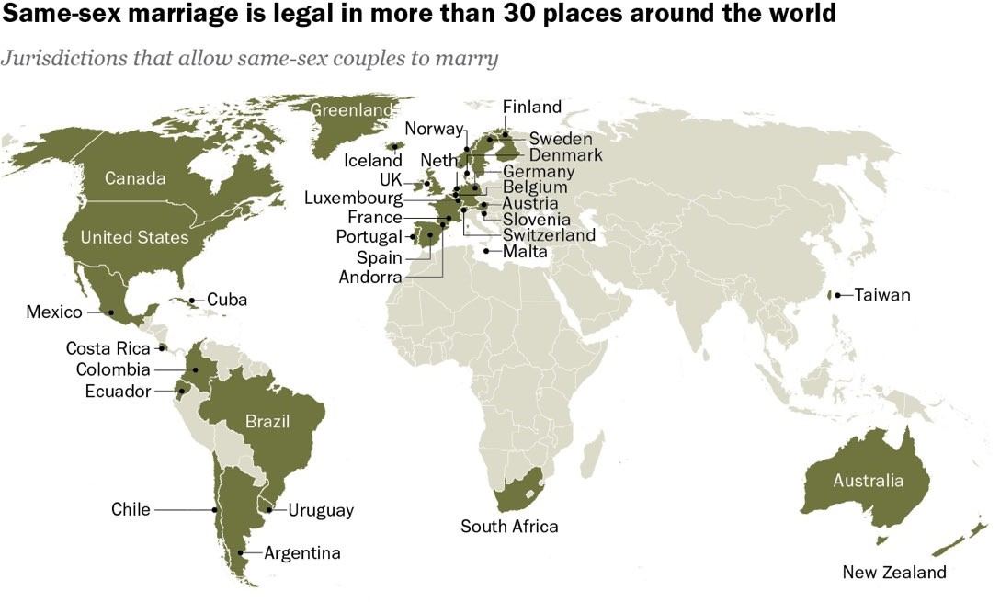 Same-sex marriage is legal in more than 30 places around the world
Jurisdictions that allow same-sex couples to marry
Greenland
Finland
Norway
Sweden
Iceland
Neth.
Denmark
Canada
UK
Germany
Belgium
Luxembourg
Austria
France
Slovenia
United States
Portugal
Switzerland
Spain
Malta
Andorra
Cuba
Taiwan
Mexico
Costa Rica
Colombia
Ecuador
Brazil
Australia
Chile
Uruguay
South Africa
Argentina
New Zealand